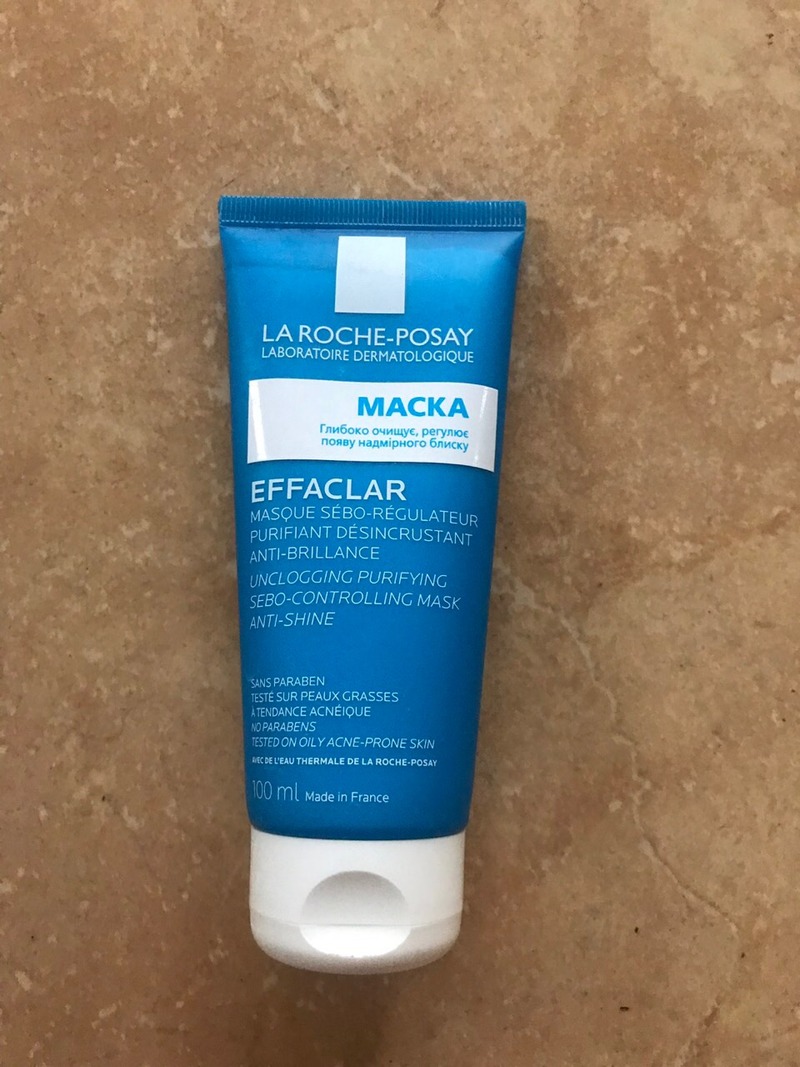 LA ROCHE-POSAY
LABORATOIRE DERMATOLOGIQUE
МАСКА
Глибоко очищує, регулює
появу надмірного блиску
EFFACLAR
MASQUE SÉBO-RÉGULATEUR
PURIFIANT DÉSINCRUSTANT
ANTI-BRILLANCE
UNCLOGGING PURIFYING
SEBO-CONTROLLING MASK
ANTI-SHINE
SANS PARABEN
TESTÉ SUR PEAUX GRASSES
À TENDANCE ACNÉIQUE
NO PARABENS
TESTED ON OILY ACNE-PRONE SKIN
AVEC DE L'EAU THERMALE DE LA ROCHE-POSAY
100 ml Made in France